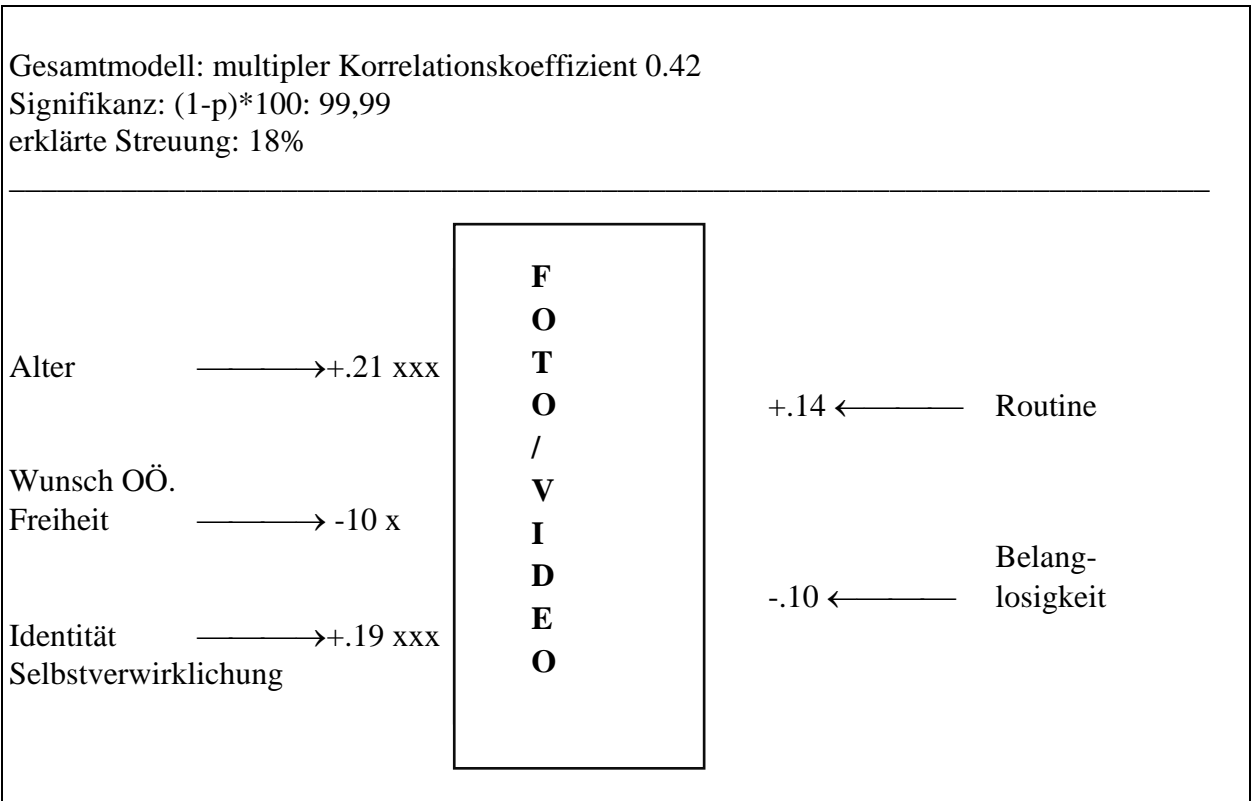 Gesamtmodell: multipler Korrelationskoeffizient 0.42
Signifikanz: (1-p)*100: 99,99
erklärte Streuung: 18%
F
O
T
O
/
V
I
D
E
O
Alter ⟶+.21 xxx
Wunsch OÖ.
Freiheit ⟶ -10 x
Identität ⟶+.19 xxx
Selbstverwirklichung
+.14 ⟵ Routine
Belang-
-.10 ⟵ losigkeit